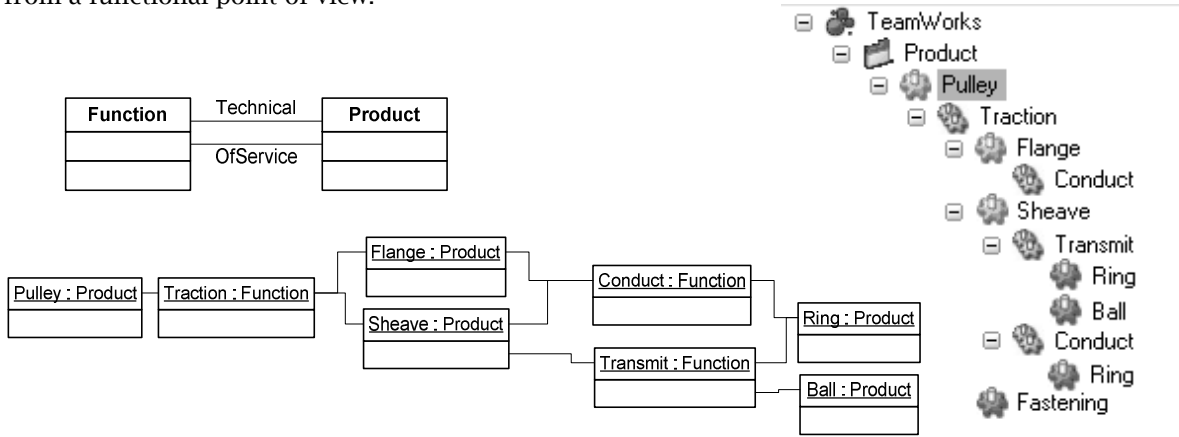 from a functional point of view.
Function
Technical
Product
OfService
Pulley : Product
Traction : Function
Flange : Product
Sheave : Product
Conduct : Function
Transmit : Function
Ring : Product
Ball : Product
TeamWorks
Product
Pulley
Traction
Flange
Conduct
Sheave
Transmit
Ring
Ball
Conduct
Ring
Fastening